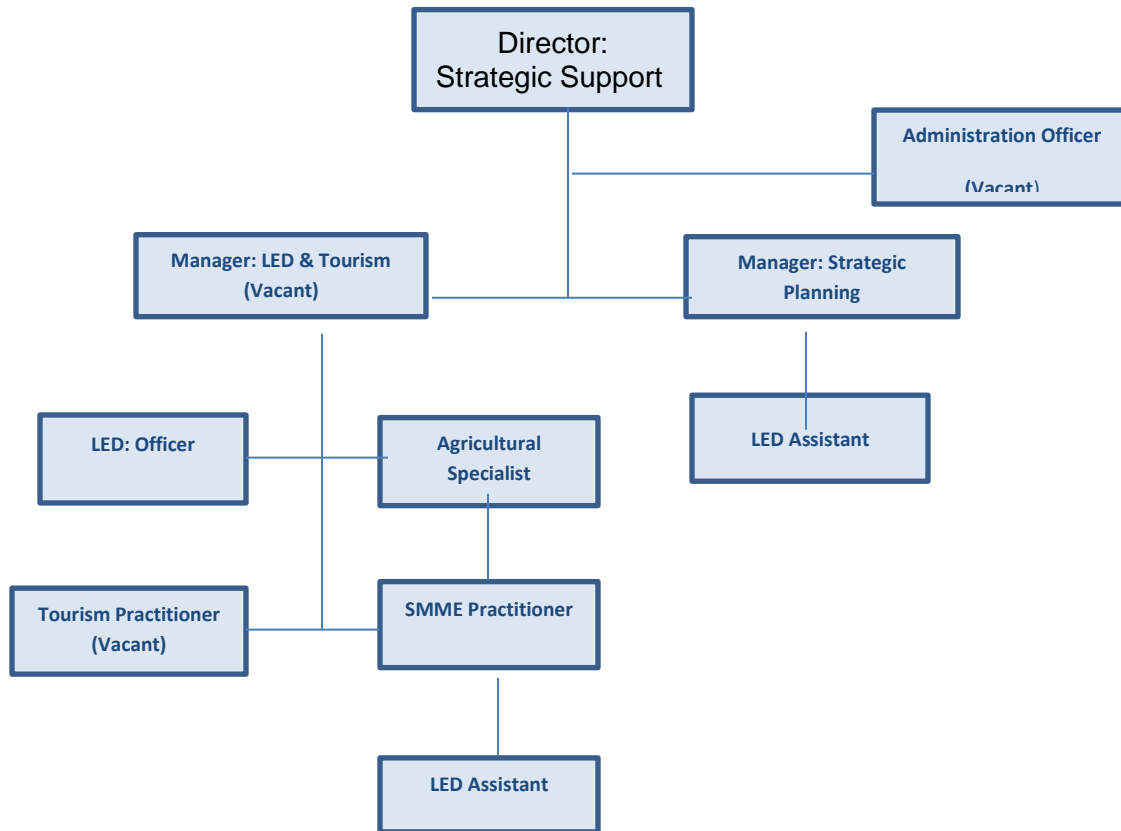 Director:
Strategic Support
Administration Officer
(Vacant)
Manager: LED & Tourism
(Vacant)
Manager: Strategic
Planning
LED: Officer
Agricultural
Specialist
LED Assistant
Tourism Practitioner
(Vacant)
SMME Practitioner
LED Assistant